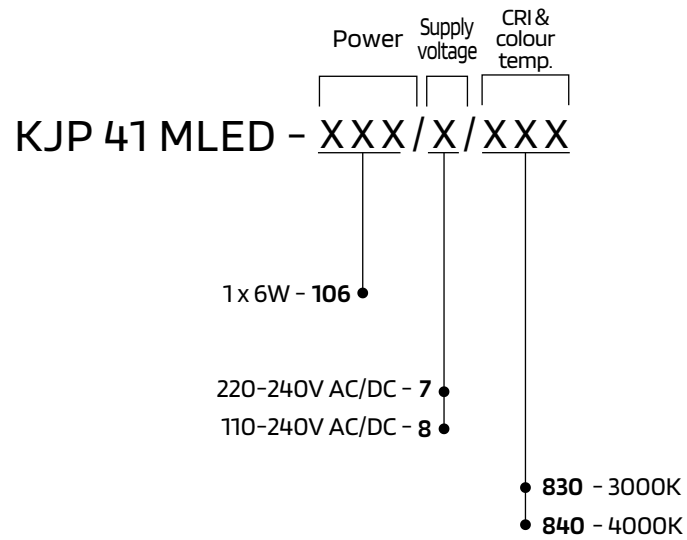 Power
Supply
voltage
CRI &
colour
temp.
KJP 41 MLED - XXX/X/XXX
1 x 6W - 106
220-240V AC/DC - 7
110-240V AC/DC - 8
830 - 3000K
840 - 4000K